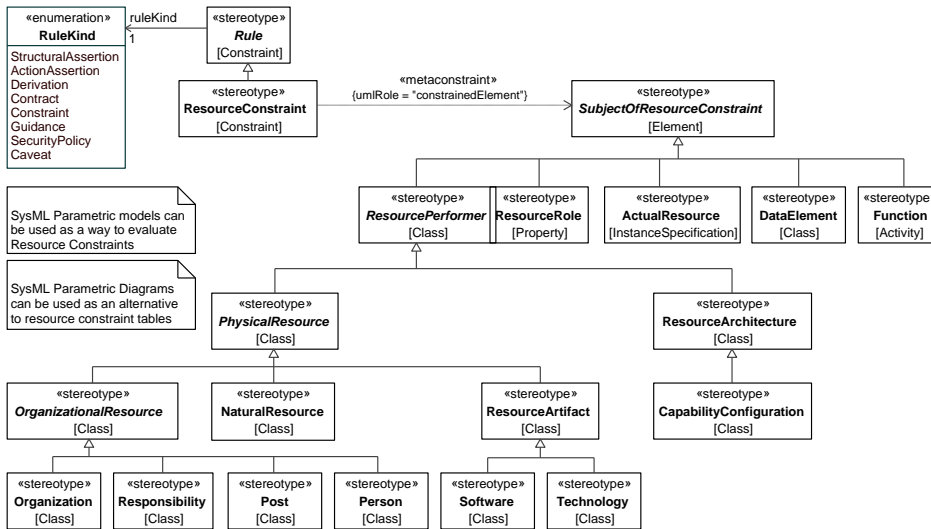 «enumeration»
RuleKind
StructuralAssertion
ActionAssertion
Derivation
Contract
Constraint
Guidance
SecurityPolicy
Caveat
ruleKind
1
«stereotype»
Rule
[Constraint]
«stereotype»
ResourceConstraint
[Constraint]
«metaconstraint»
{umlRole = "constrainedElement"}
«stereotype»
SubjectOfResourceConstraint
[Element]
SysML Parametric models can
be used as a way to evaluate
Resource Constraints
SysML Parametric Diagrams
can be used as an alternative
to resource constraint tables
«stereotype»
ResourcePerformer
[Class]
«stereotype»
ResourceRole
[Property]
«stereotype»
ActualResource
[InstanceSpecification]
«stereotype»
DataElement
[Class]
«stereotype»
Function
[Activity]
«stereotype»
PhysicalResource
[Class]
«stereotype»
ResourceArchitecture
[Class]
«stereotype»
OrganizationalResource
[Class]
«stereotype»
NaturalResource
[Class]
«stereotype»
ResourceArtifact
[Class]
«stereotype»
CapabilityConfiguration
[Class]
«stereotype»
Organization
[Class]
«stereotype»
Responsibility
[Class]
«stereotype»
Post
[Class]
«stereotype»
Person
[Class]
«stereotype»
Software
[Class]
«stereotype»
Technology
[Class]